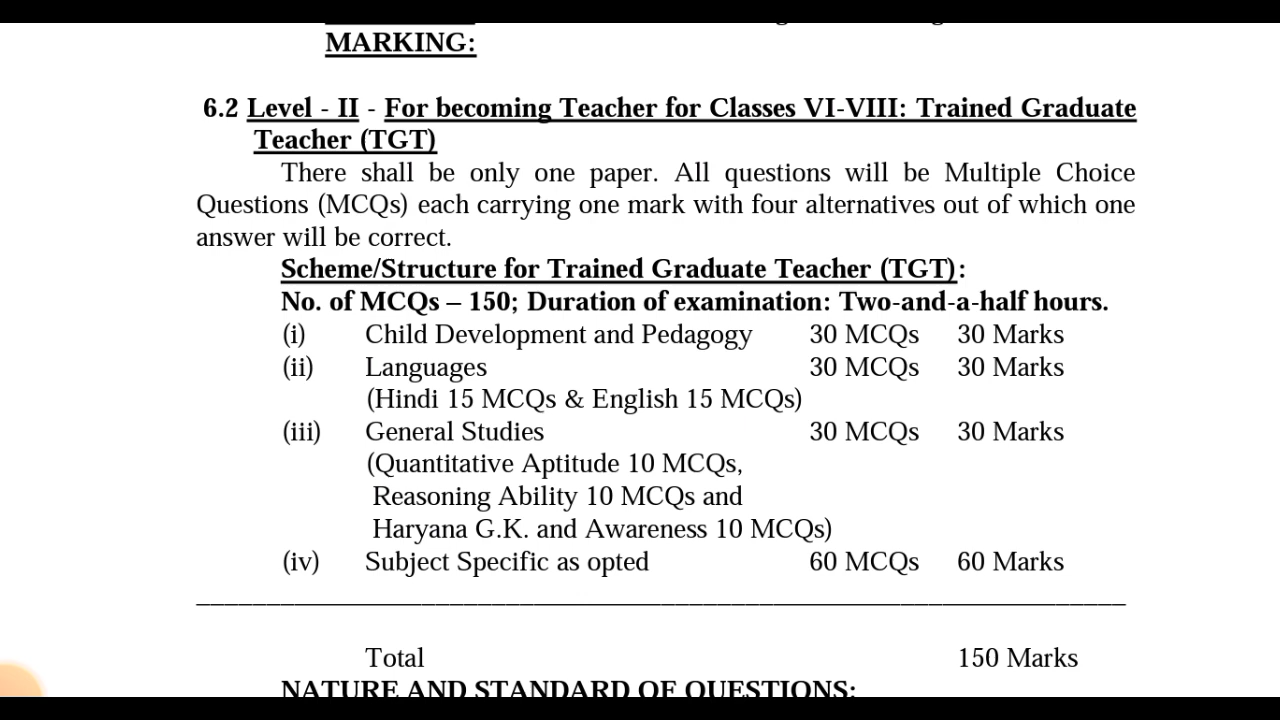 MARKING:
6.2 Level - II - For becoming Teacher for Classes VI-VIII: Trained Graduate
Teacher (TGT)
There shall be only one paper. All questions will be Multiple Choice
Questions (MCQs) each carrying one mark with four alternatives out of which one
answer will be correct.
Scheme/Structure for Trained Graduate Teacher (TGT):
No. of MCQs – 150; Duration of examination: Two-and-a-half hours.
(i) Child Development and Pedagogy 30 MCQs 30 Marks
(ii) Languages 30 MCQs 30 Marks
(Hindi 15 MCQs & English 15 MCQs)
(iii) General Studies 30 MCQs 30 Marks
(Quantitative Aptitude 10 MCQs,
Reasoning Ability 10 MCQs and
Haryana G.K. and Awareness 10 MCQs)
(iv) Subject Specific as opted 60 MCQs 60 Marks
Total 150 Marks
NATURE AND STANDARD OF QUESTIONS: